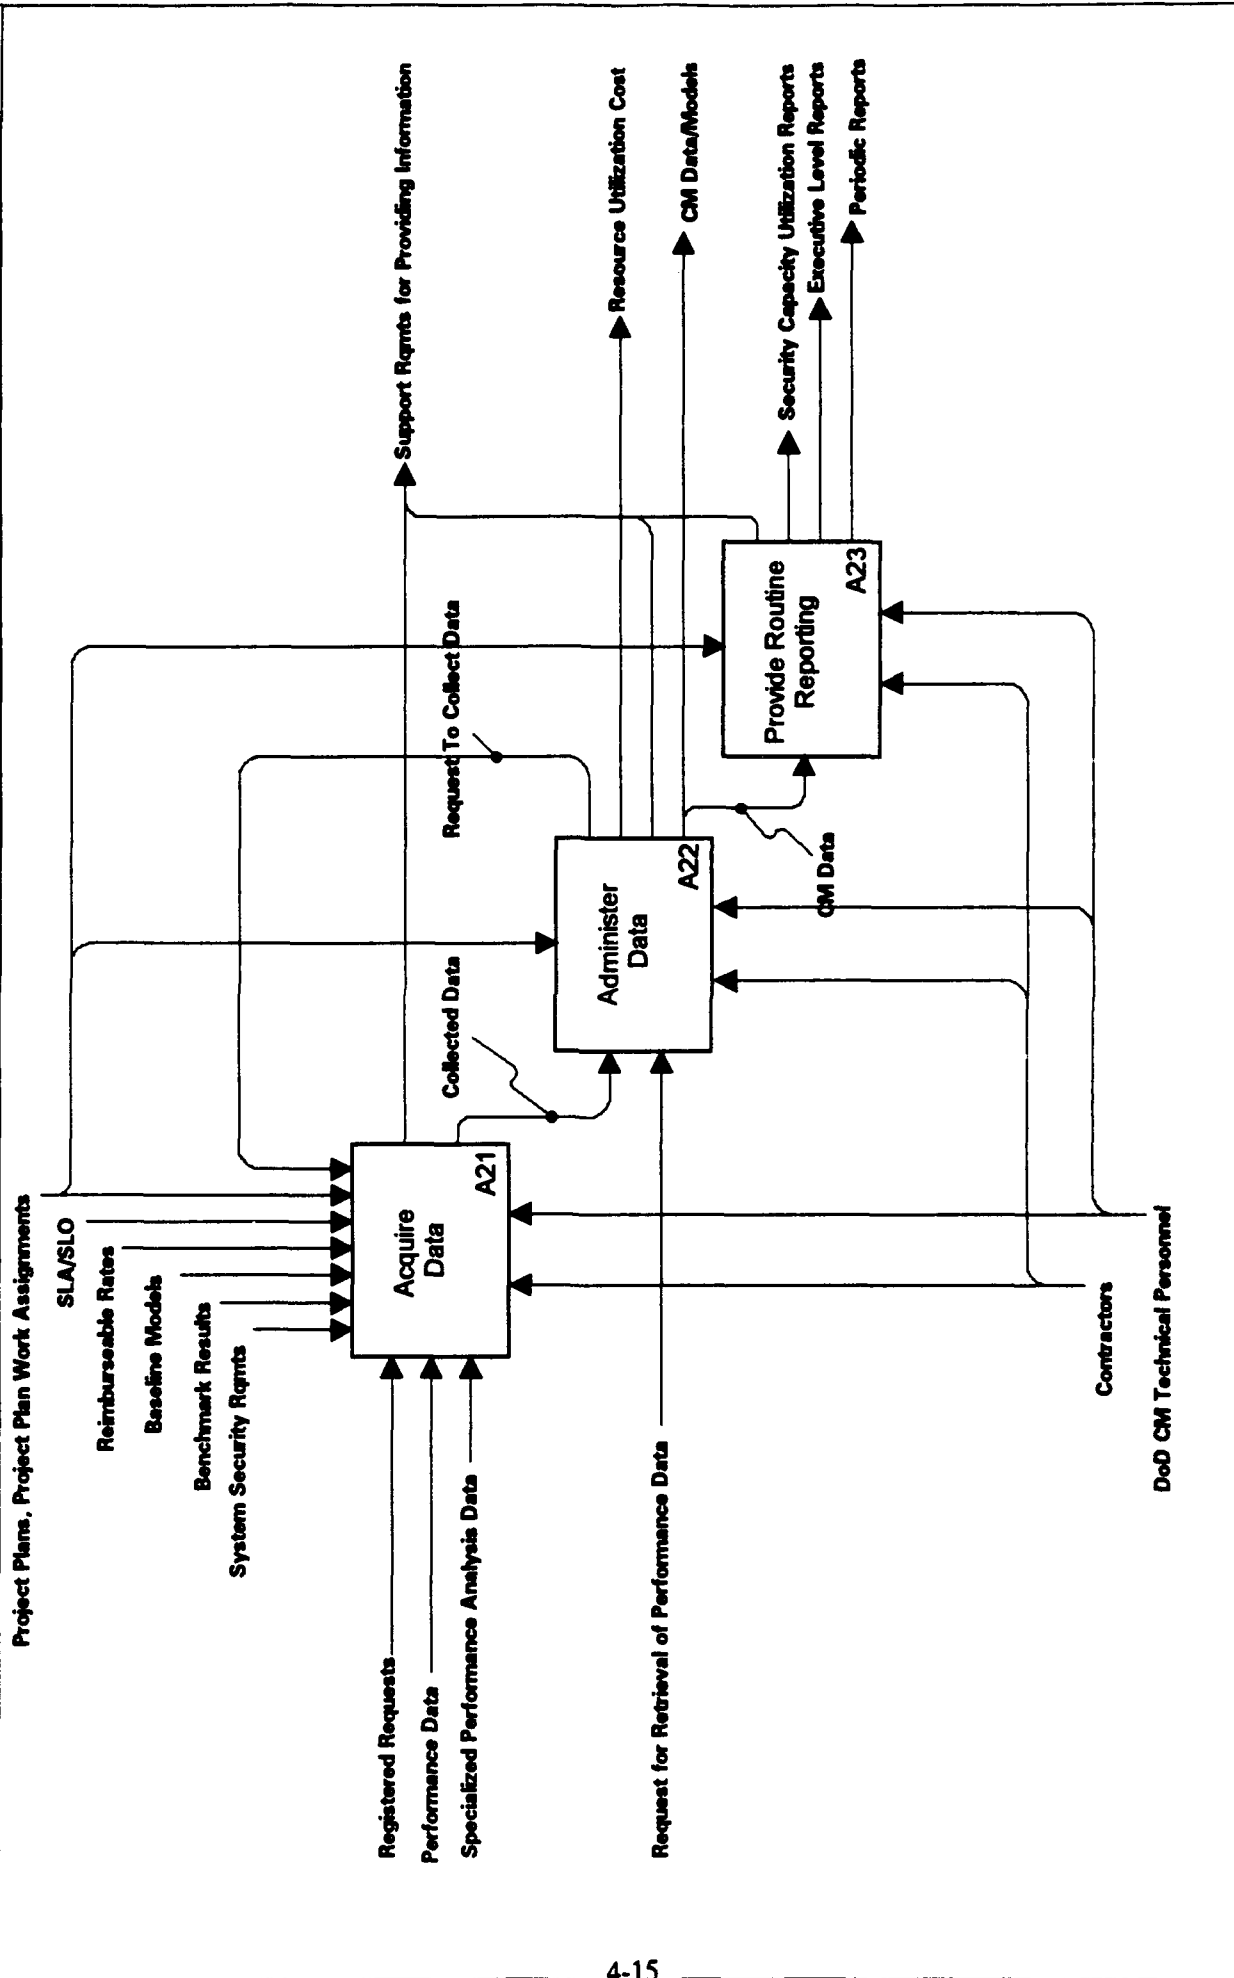 Project Plans, Project Plan Work Assignments
SLA/SLO
Reimburseable Rates
Baseline Models
Benchmark Results
System Security Rqmts
Registered Requests
Performance Data
Specialized Performance Analysis Data
Acquire
Data
A21
Support Rqmts for Providing Information
Request To Collect Data
Collected Data
Request for Retrieval of Performance Data
Administer
Data
A22
Resource Utilization Cost
CM Data/Models
CM Data
Provide Routine
Reporting
A23
Security Capacity Utilization Reports
Executive Level Reports
Periodic Reports
Contractors
DoD CM Technical Personnel
4-15